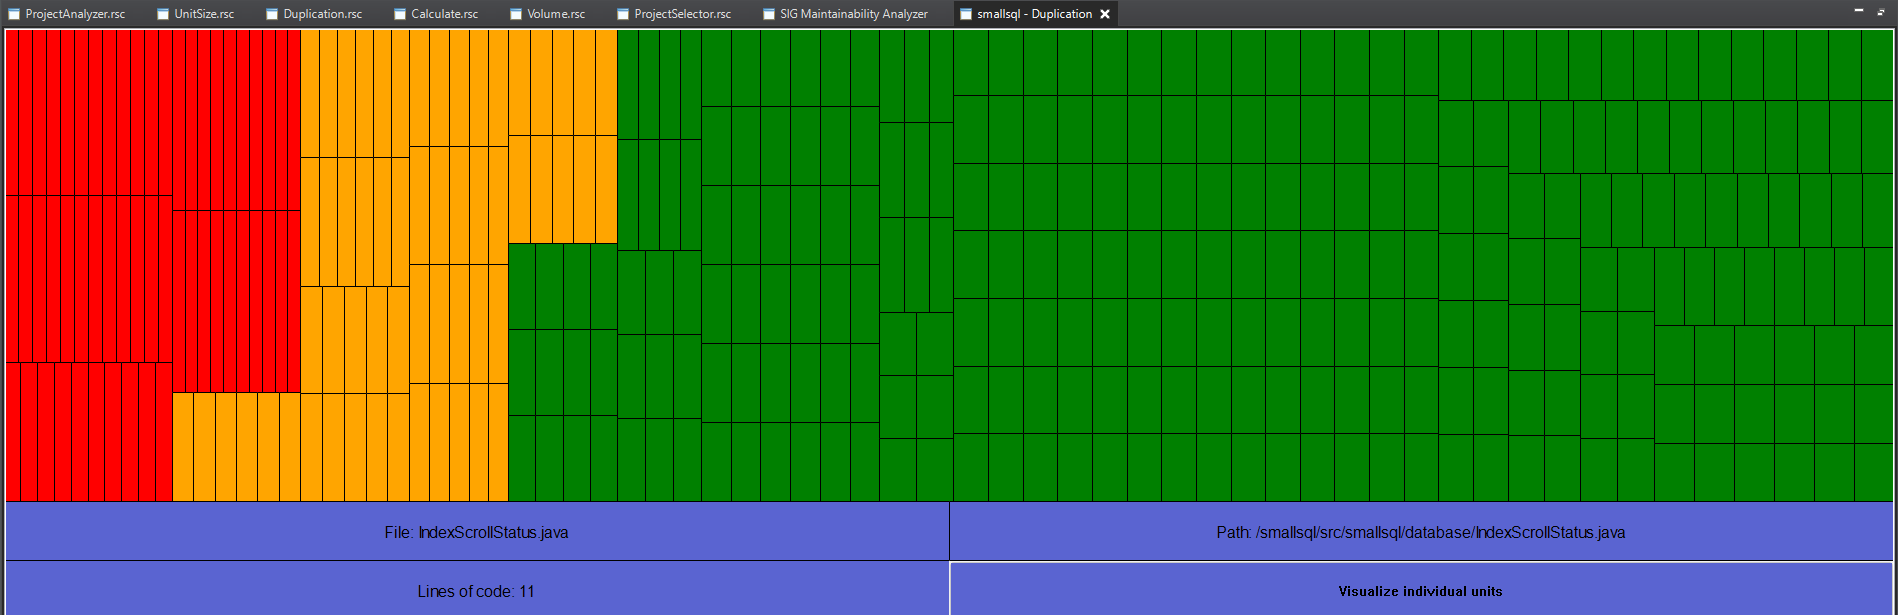 ProjectAnalyzer.rsc UnitSize.rsc Duplication.rsc Calculate.rsc Volume.rsc ProjectSelector.rsc SIG Maintainability Analyzer smallsql - Duplication
File: IndexScrollStatus.java Path: /smallsql/src/smallsql/database/IndexScrollStatus.java
Lines of code: 11 Visualize individual units